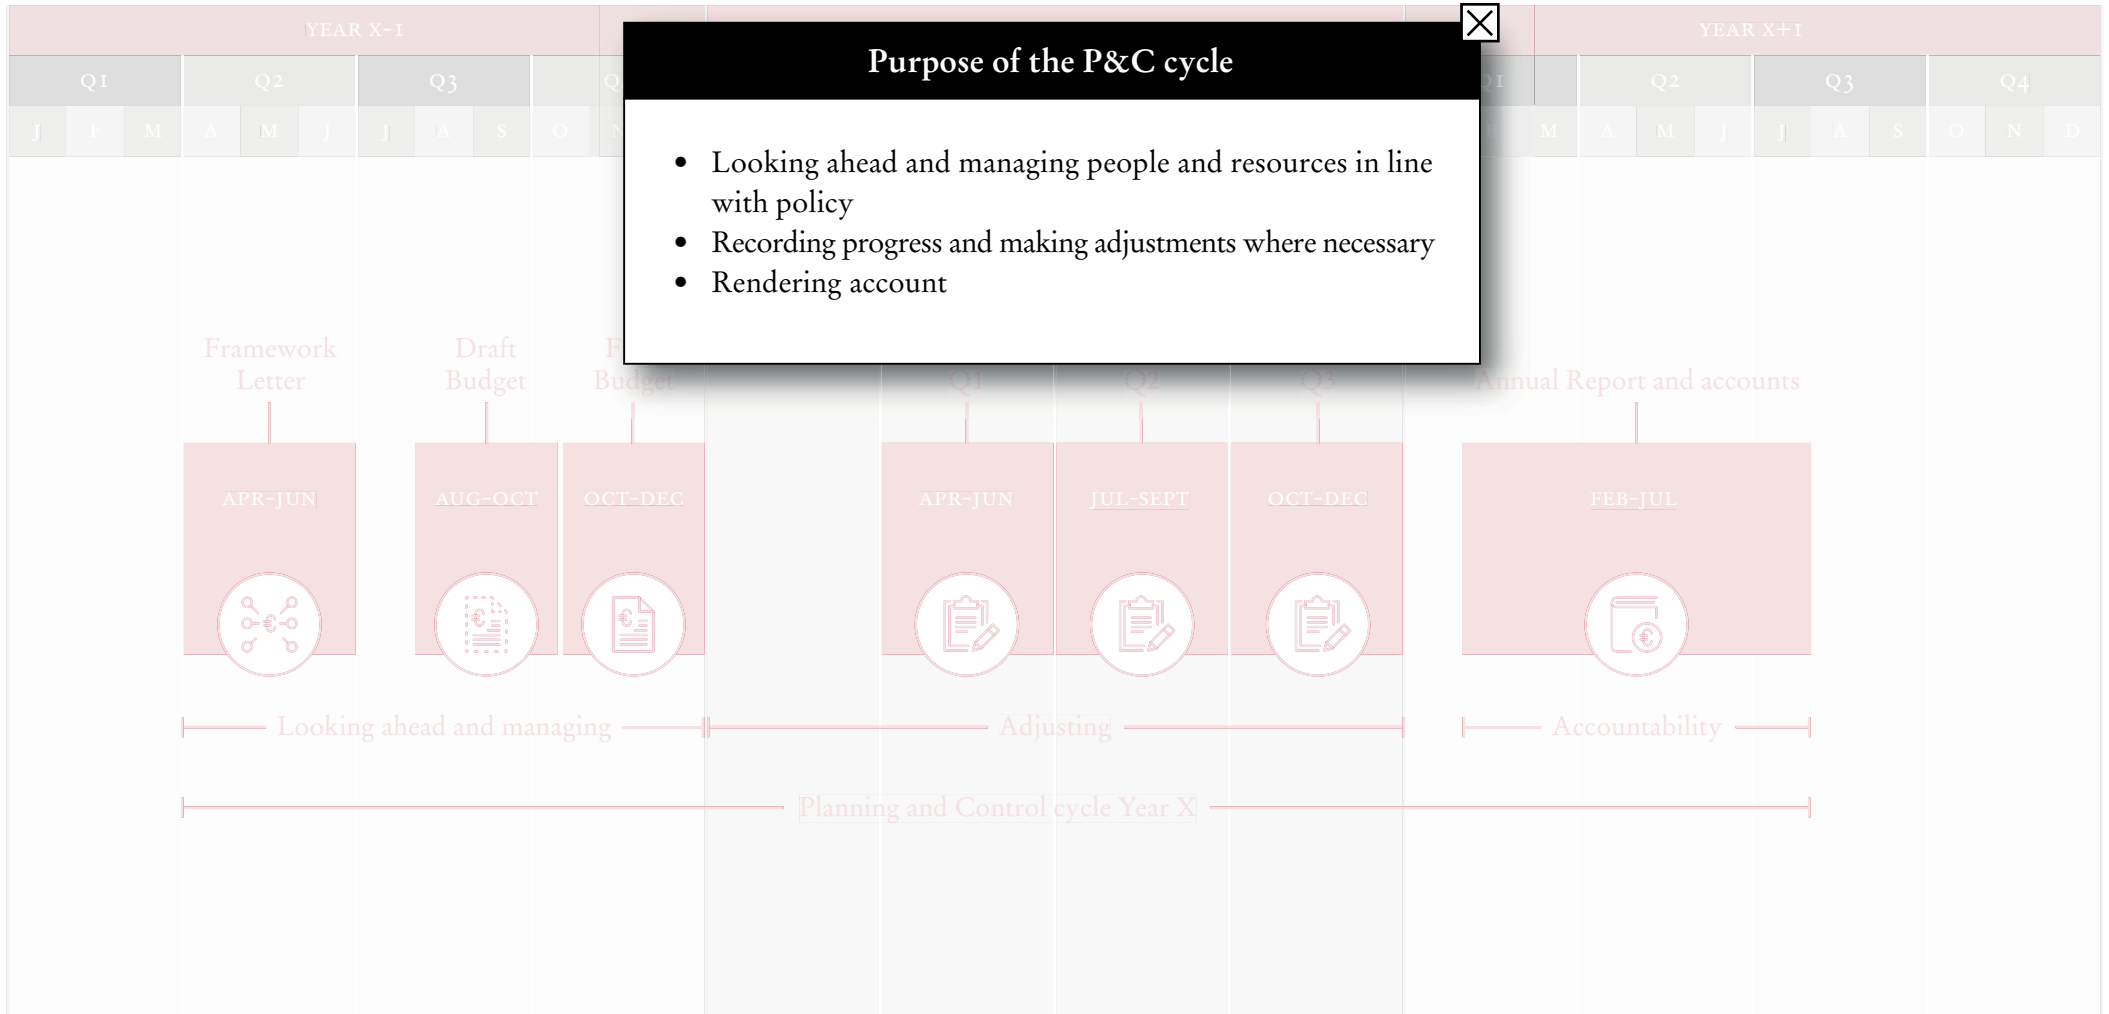 YEAR X-1
YEAR X+1
Purpose of the P&C cycle
Q1 Q2 Q3 Q1 Q2 Q3 Q4
J F M A M J J A S O N M A M J J A S O N D
• Looking ahead and managing people and resources in line
with policy
• Recording progress and making adjustments where necessary
• Rendering account
Framework
Letter
Draft
Budget
Budget
Q1
Q2
Q3
Annual Report and accounts
APR-JUN
AUG-OCT
OCT-DEC
APR-JUN
JUL-SEPT
OCT-DEC
FEB-JUL
Looking ahead and managing
Adjusting
Accountability
Planning and Control cycle Year X